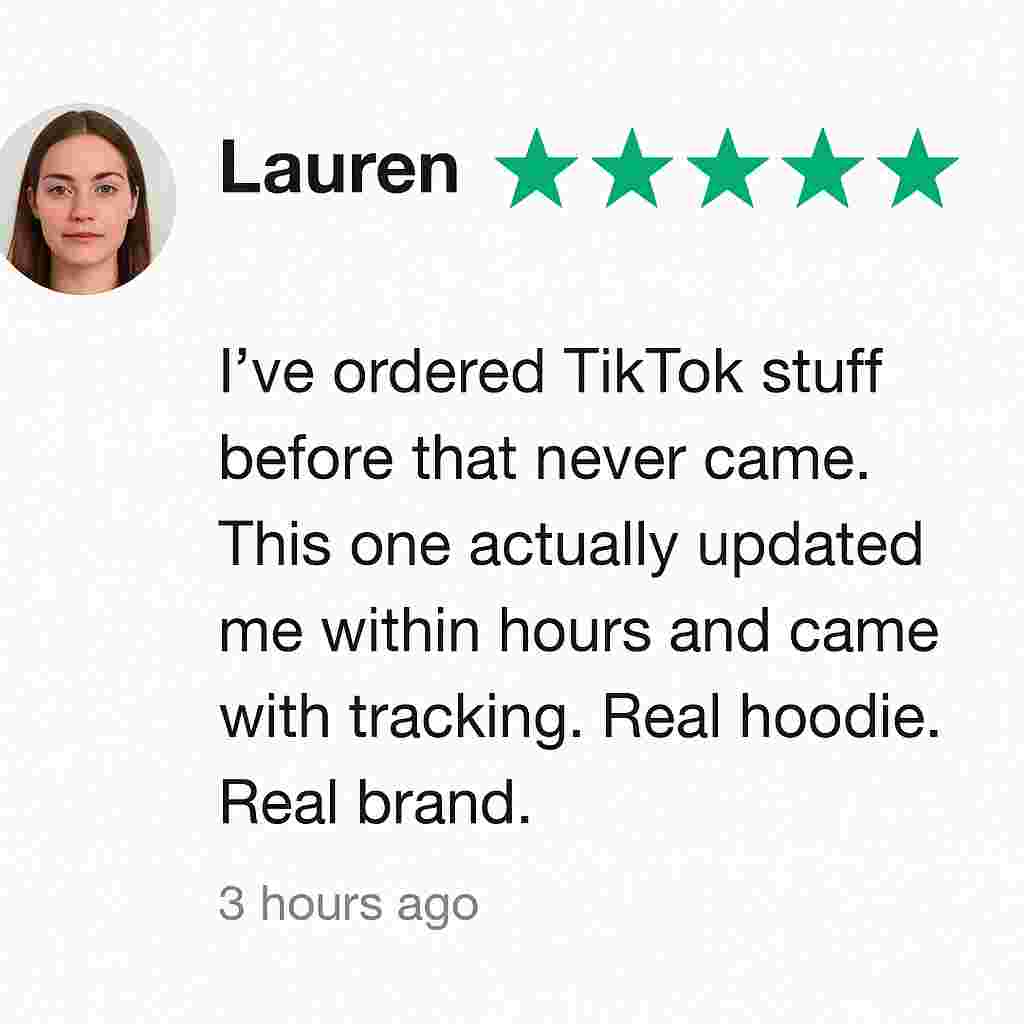 Lauren
I’ve ordered TikTok stuff
before that never came.
This one actually updated
me within hours and came
with tracking. Real hoodie.
Real brand.
3 hours ago